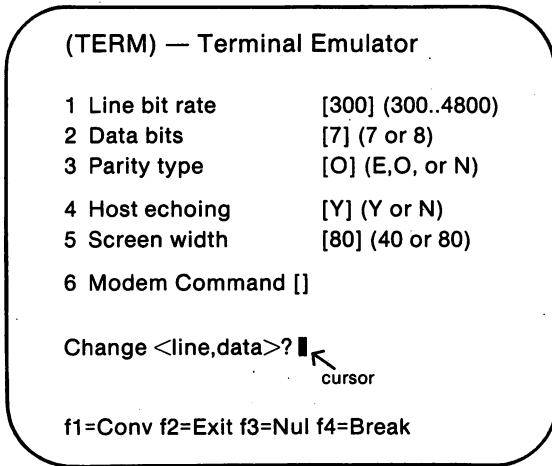 (TERM) — Terminal Emulator
1 Line bit rate [300] (300..4800)
2 Data bits [7] (7 or 8)
3 Parity type [O] (E,O, or N)
4 Host echoing [Y] (Y or N)
5 Screen width [80] (40 or 80)
6 Modem Command []
Change <line,data>?
cursor
f1=Conv f2=Exit f3=Nul f4=Break